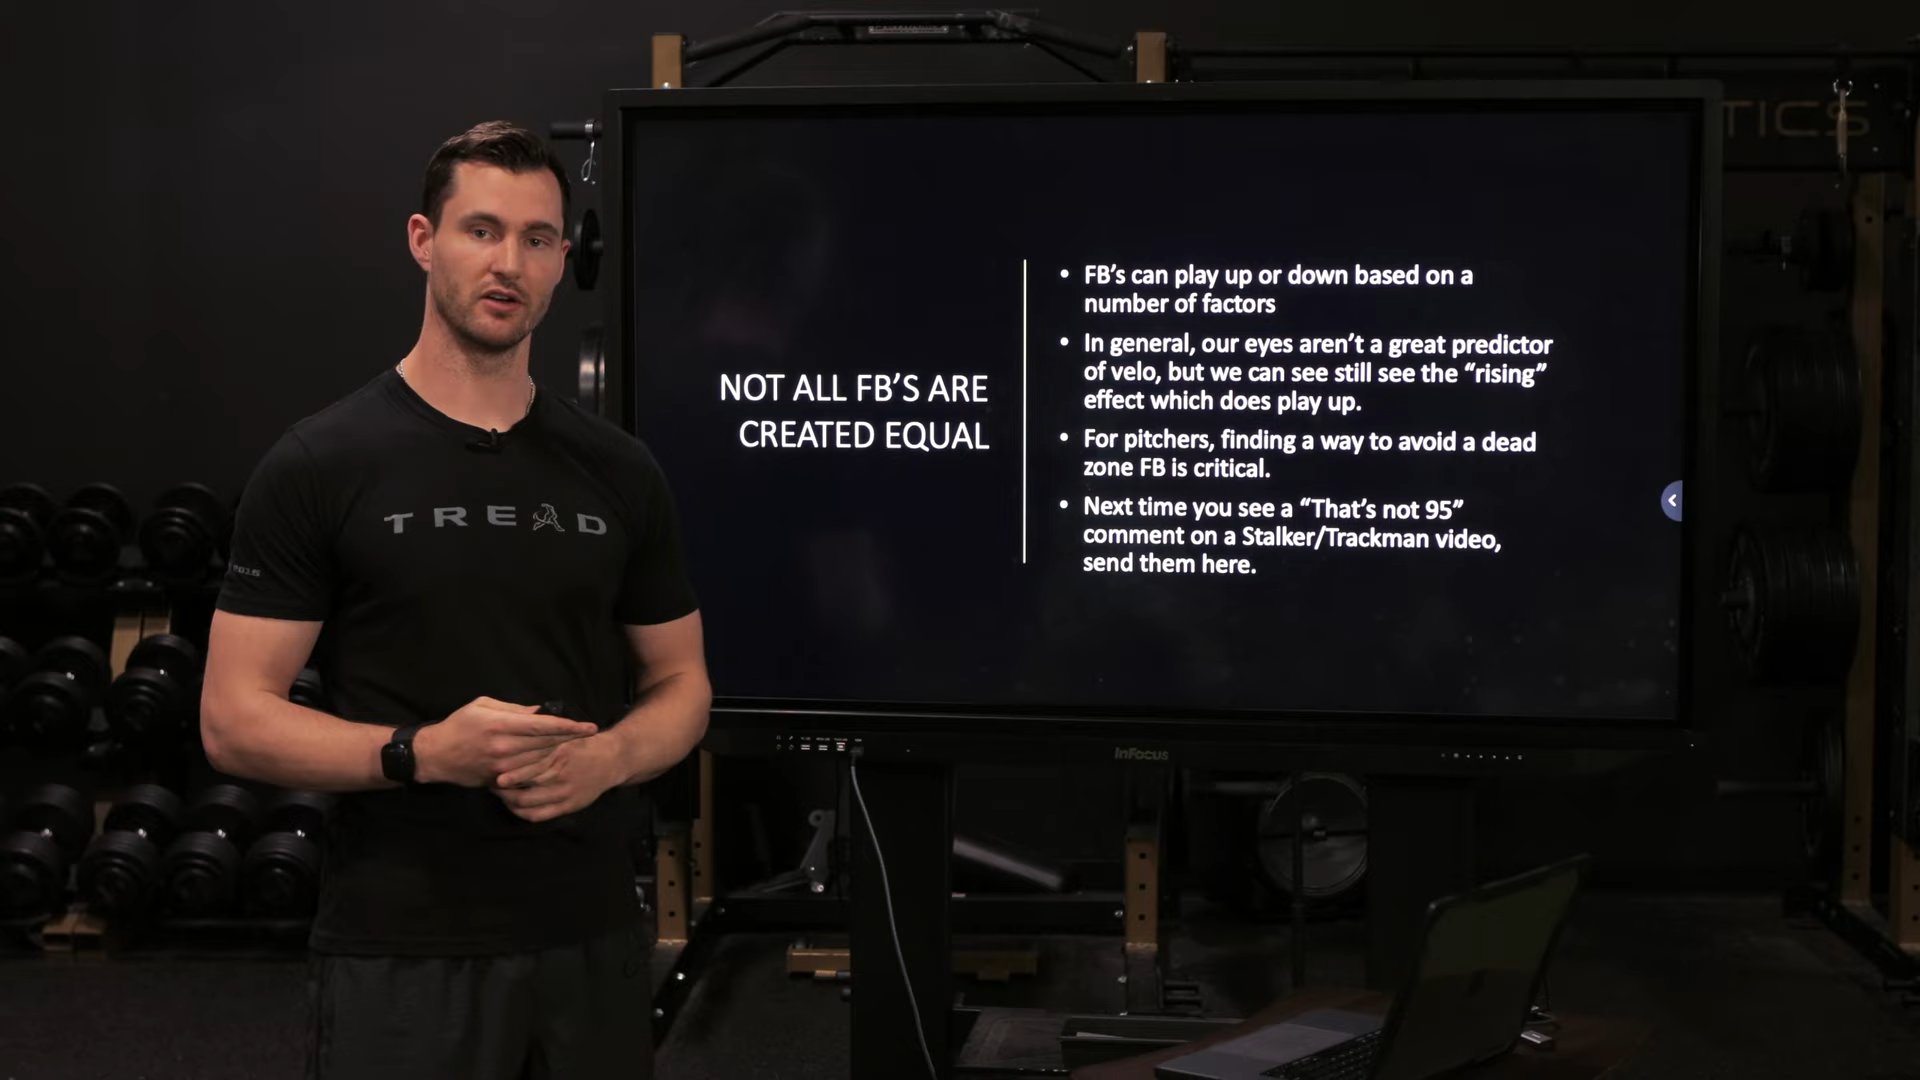 TICS
NOT ALL FB'S ARE
CREATED EQUAL
• FB's can play up or down based on a
number of factors
• In general, our eyes aren't a great predictor
of velo, but we can see still see the “rising”
effect which does play up.
• For pitchers, finding a way to avoid a dead
zone FB is critical.
• Next time you see a “That's not 95”
comment on a Stalker/Trackman video,
send them here.
TREAD
InFocus